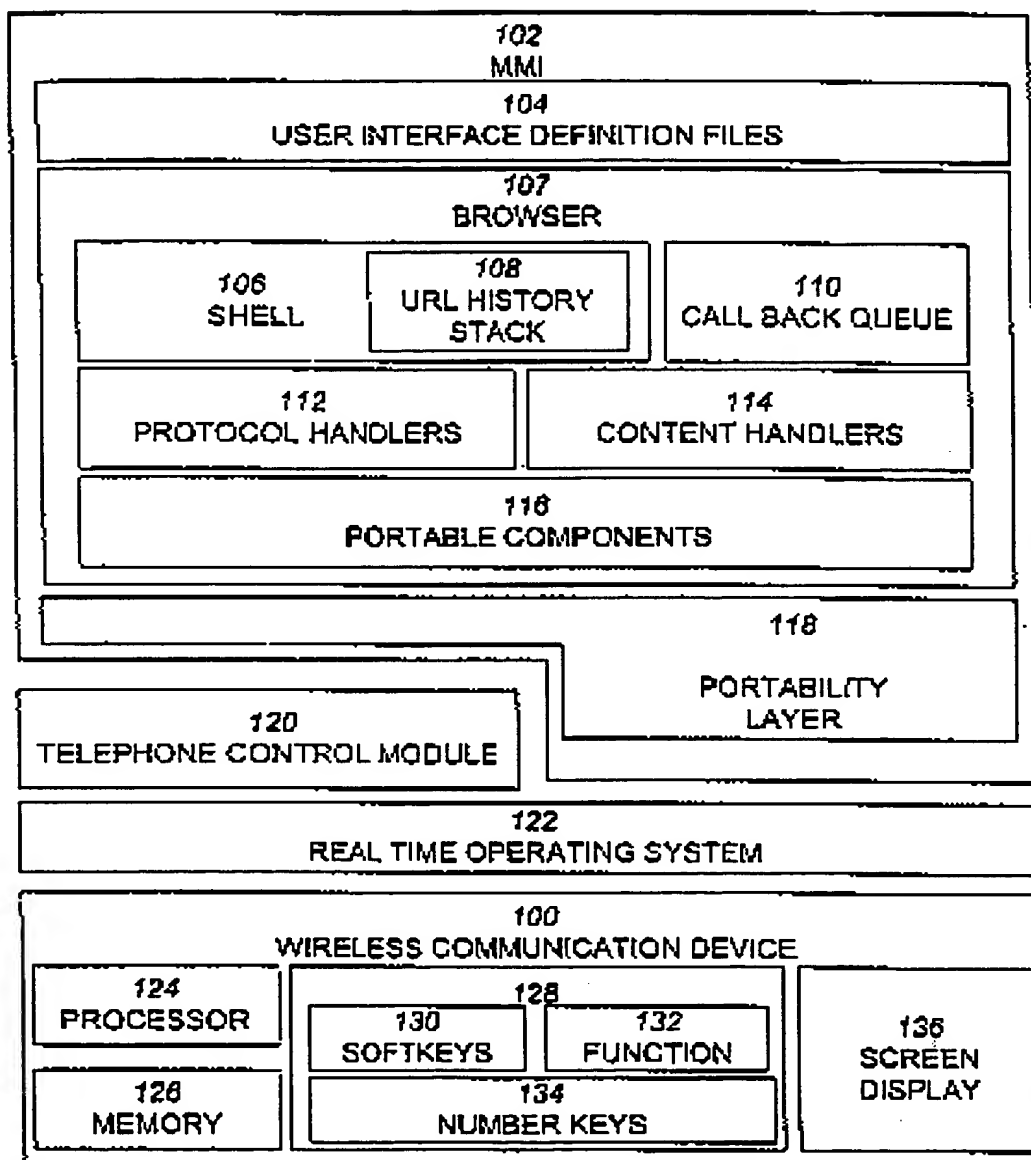 102
MMI
104
USER INTERFACE DEFINITION FILES
107
BROWSER
106
SHELL
108
URL HISTORY
STACK
110
CALL BACK QUEUE
112
PROTOCOL HANDLERS
114
CONTENT HANDLERS
116
PORTABLE COMPONENTS
118
PORTABILITY
LAYER
120
TELEPHONE CONTROL MODULE
122
REAL TIME OPERATING SYSTEM
100
WIRELESS COMMUNICATION DEVICE
124
PROCESSOR
126
MEMORY
128
130
SOFTKEYS
132
FUNCTION
134
NUMBER KEYS
136
SCREEN
DISPLAY